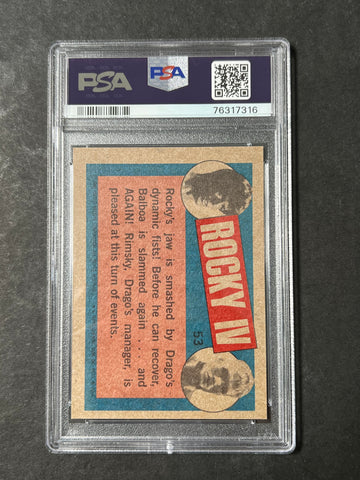 PSA
PSA
76317316
ROCKY IV
53
Rocky's jaw is smashed by Drago's
dynamic fists! Before he can recover,
Balboa is slammed again . . . and
AGAIN! Rimsky, Drago's manager, is
pleased at this turn of events.